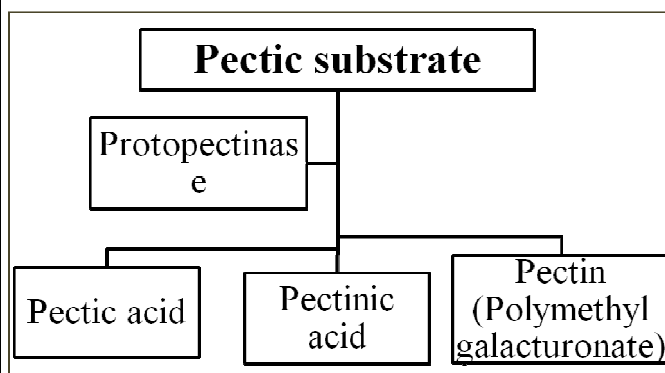 Pectic substrate
Protopectinas
e
Pectic acid
Pectinic
acid
Pectin
(Polymethyl
galacturonate)